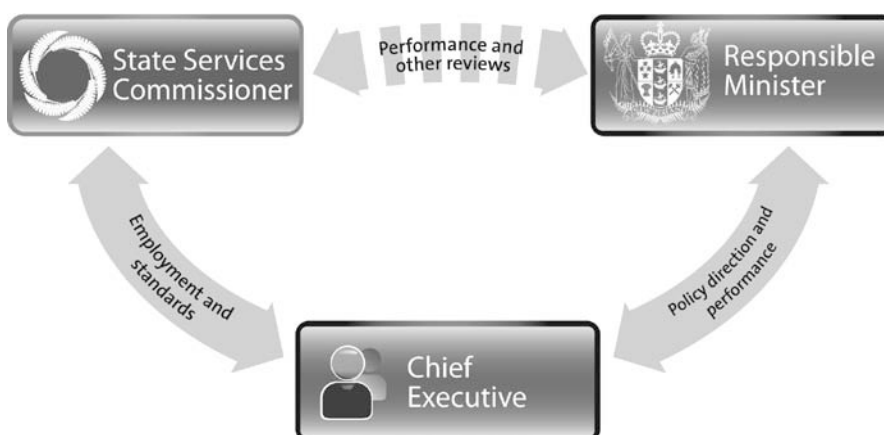 State Services
Commissioner
Performance and
other reviews
Responsible
Minister
Employment and
standards
Policy direction and
performance
Chief
Executive